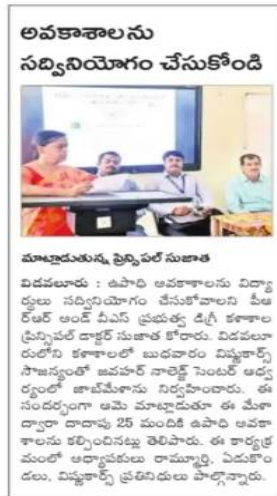 అవకాశాలను
సద్వినియోగం చేసుకోండి
మాట్లాడుతున్న ప్రిన్సిపల్ సుజాత
విడవలూరు : ఉపాధి అవకాశాలను విద్యా
ర్థులు సద్వినియోగం చేసుకోవాలని పీఆ
ర్ఆర్ అండ్ వీఎస్ ప్రభుత్వ డిగ్రీ కళాశాల
ప్రిన్సిపల్ డాక్టర్ సుజాత కోరారు. విడవలూ
రులోని కళాశాలలో బుధవారం విష్ణుకార్స్
సౌజన్యంతో జవహర్ నాలెడ్జ్ సెంటర్ ఆధ్వ
ర్యంలో జాబ్‌మేళాను నిర్వహించారు. ఈ
సందర్భంగా ఆమె మాట్లాడుతూ ఈ మేళా
ద్వారా దాదాపు 25 మందికి ఉపాధి అవకా
శాలను కల్పించినట్లు తెలిపారు. ఈ కార్యక్ర
మంలో అధ్యాపకులు రామ్మూర్తి, ఏడుకొం
డలు, విష్ణుకార్స్ ప్రతినిధులు పాల్గొన్నారు.